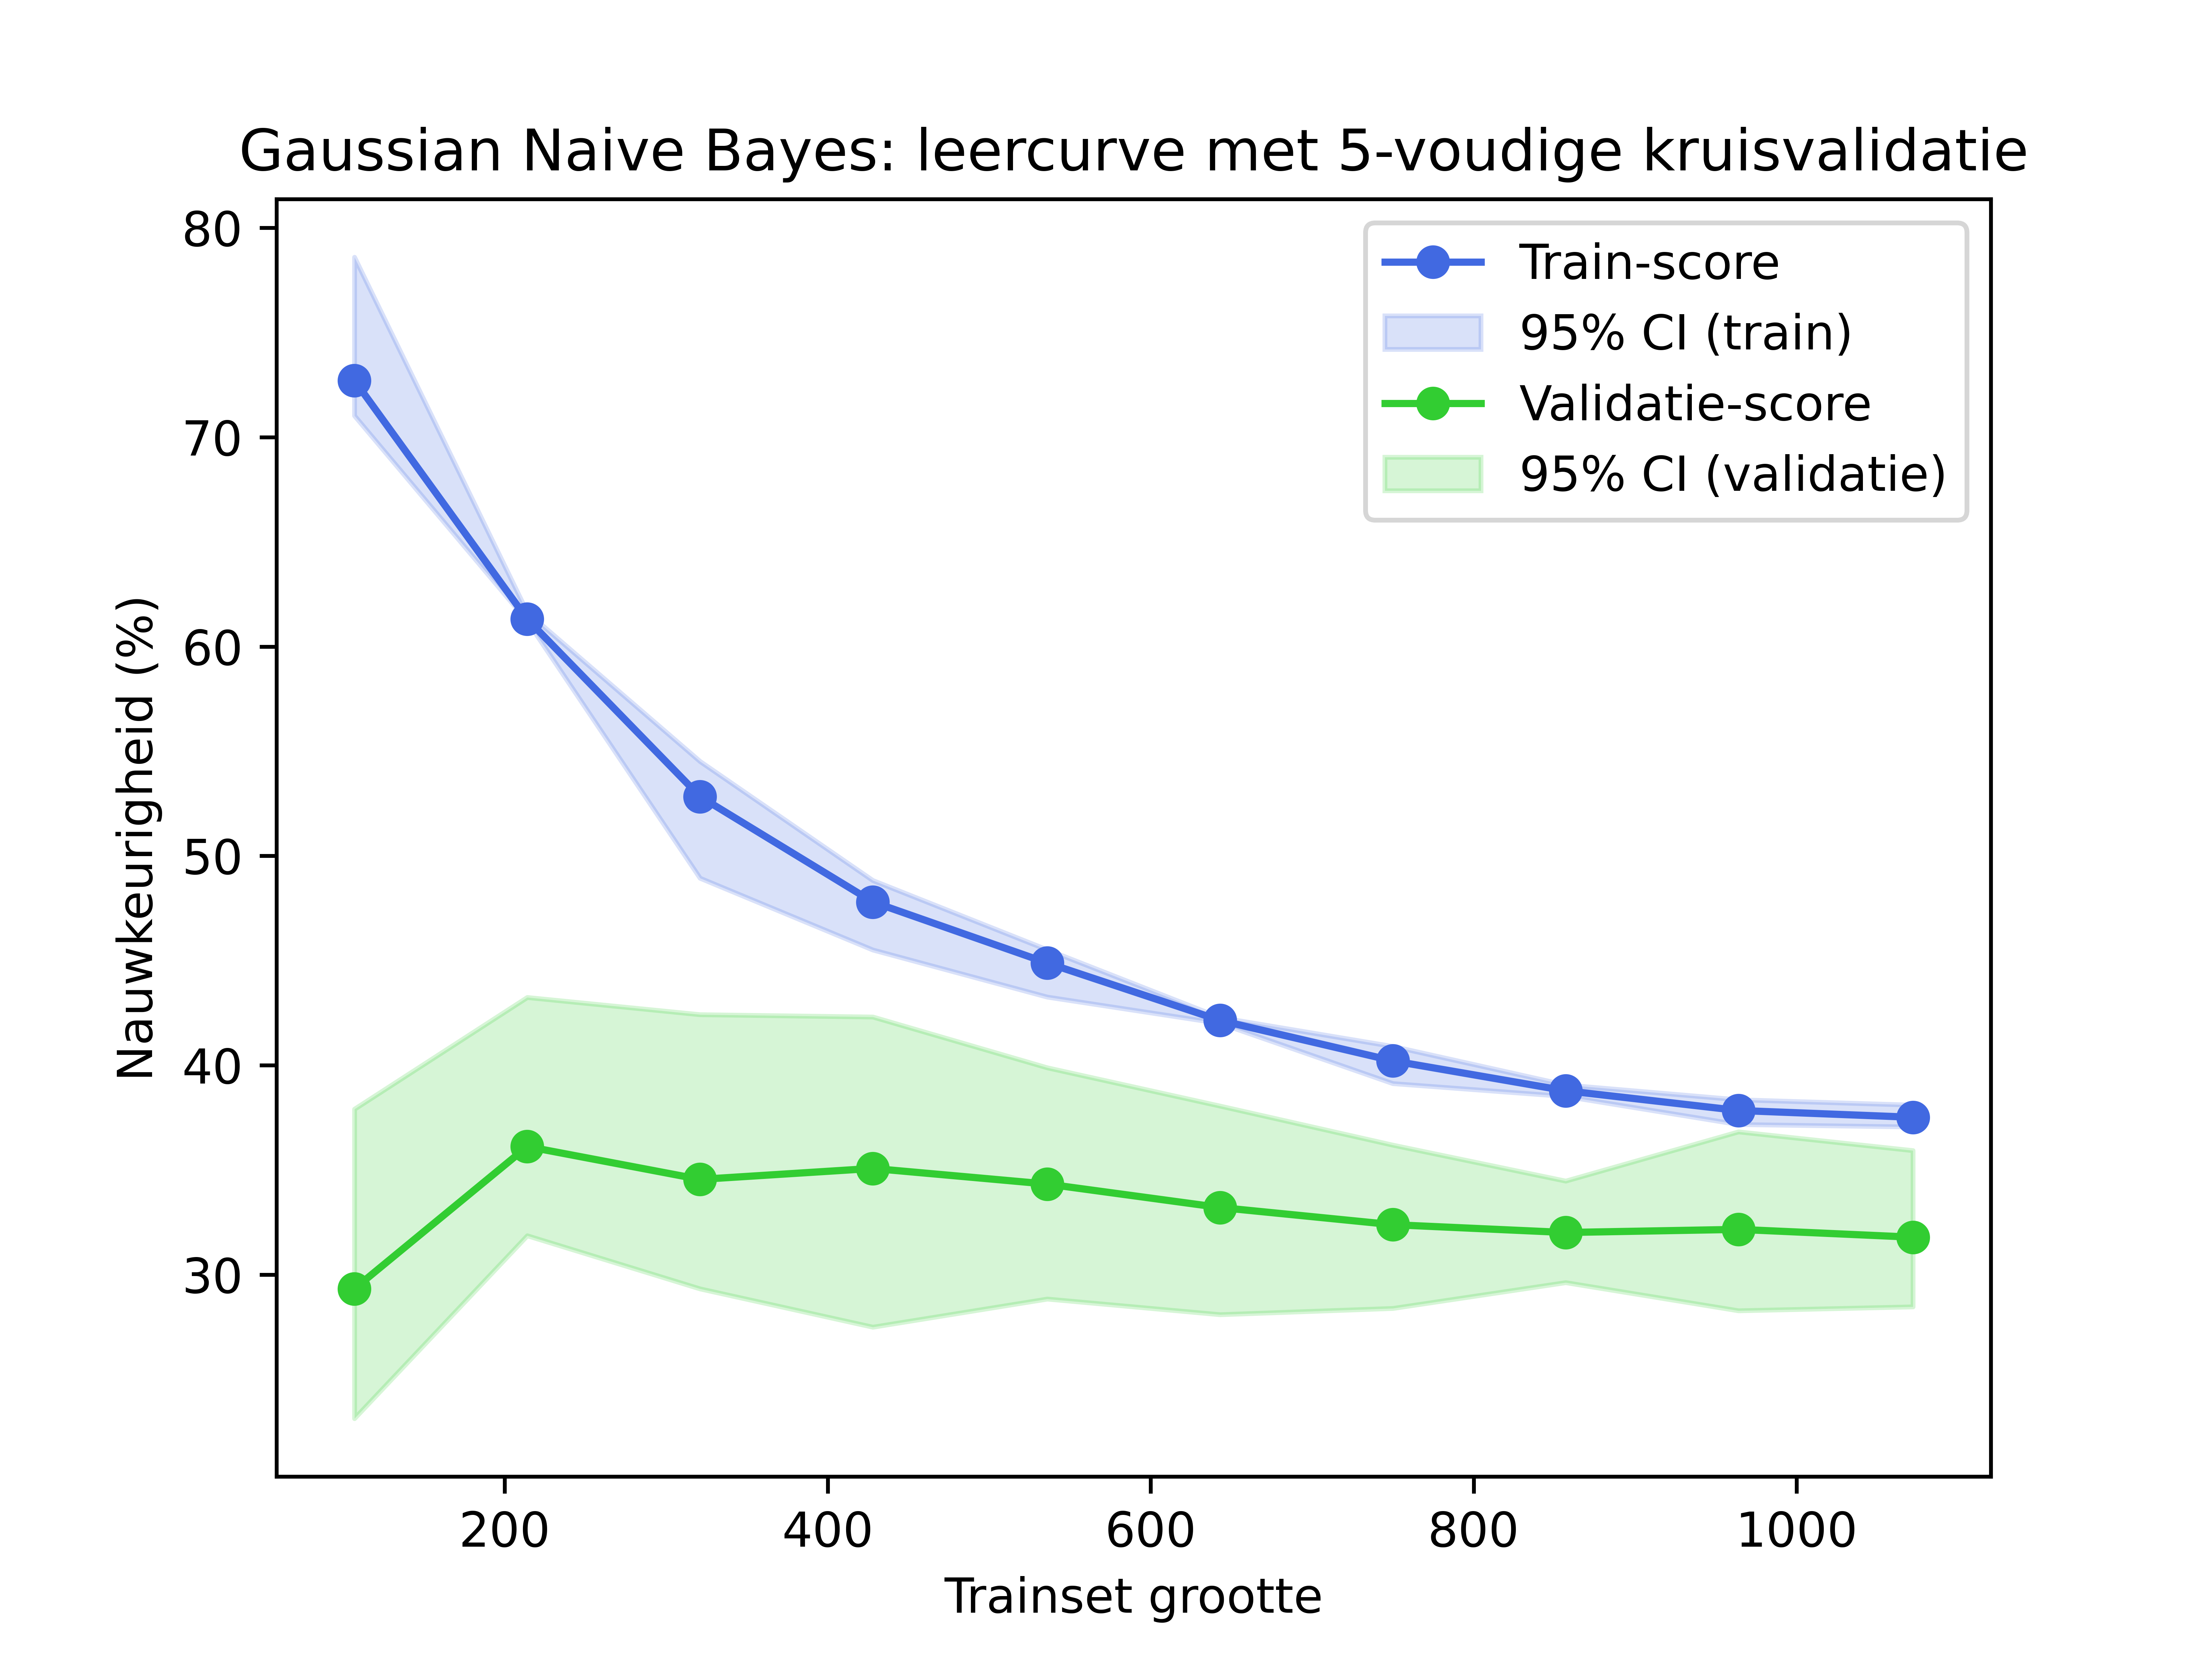 Gaussian Naive Bayes: leercurve met 5-voudige kruisvalidatie
Train-score
95% CI (train)
Validatie-score
95% CI (validatie)
Nauwkeurigheid (%)
80
70
60
50
40
30
200 400 600 800 1000
Trainset grootte